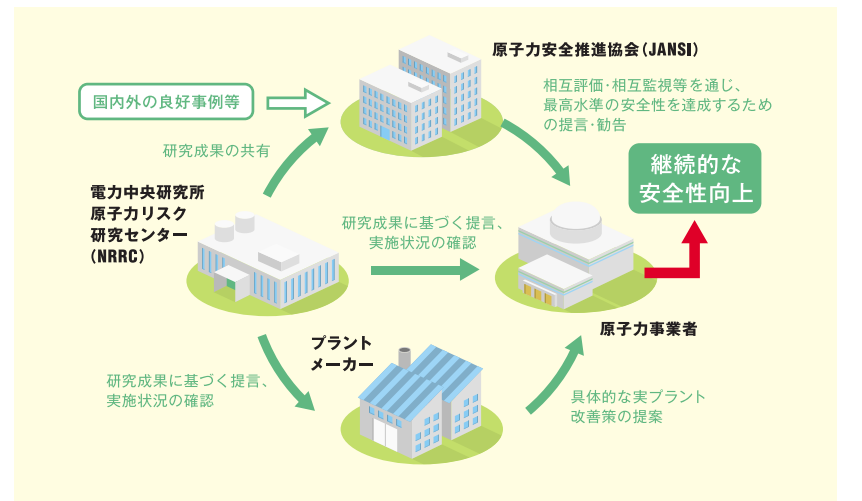 原子力安全推進協会(JANSI)
国内外の良好事例等
相互評価・相互監視等を通じ、
最高水準の安全性を達成するため
の提言・勧告
研究成果の共有
継続的な
安全性向上
電力中央研究所
原子力リスク
研究センター
(NRRC)
研究成果に基づく提言、
実施状況の確認
原子力事業者
プラント
メーカー
研究成果に基づく提言、
実施状況の確認
具体的な実プラント
改善策の提案